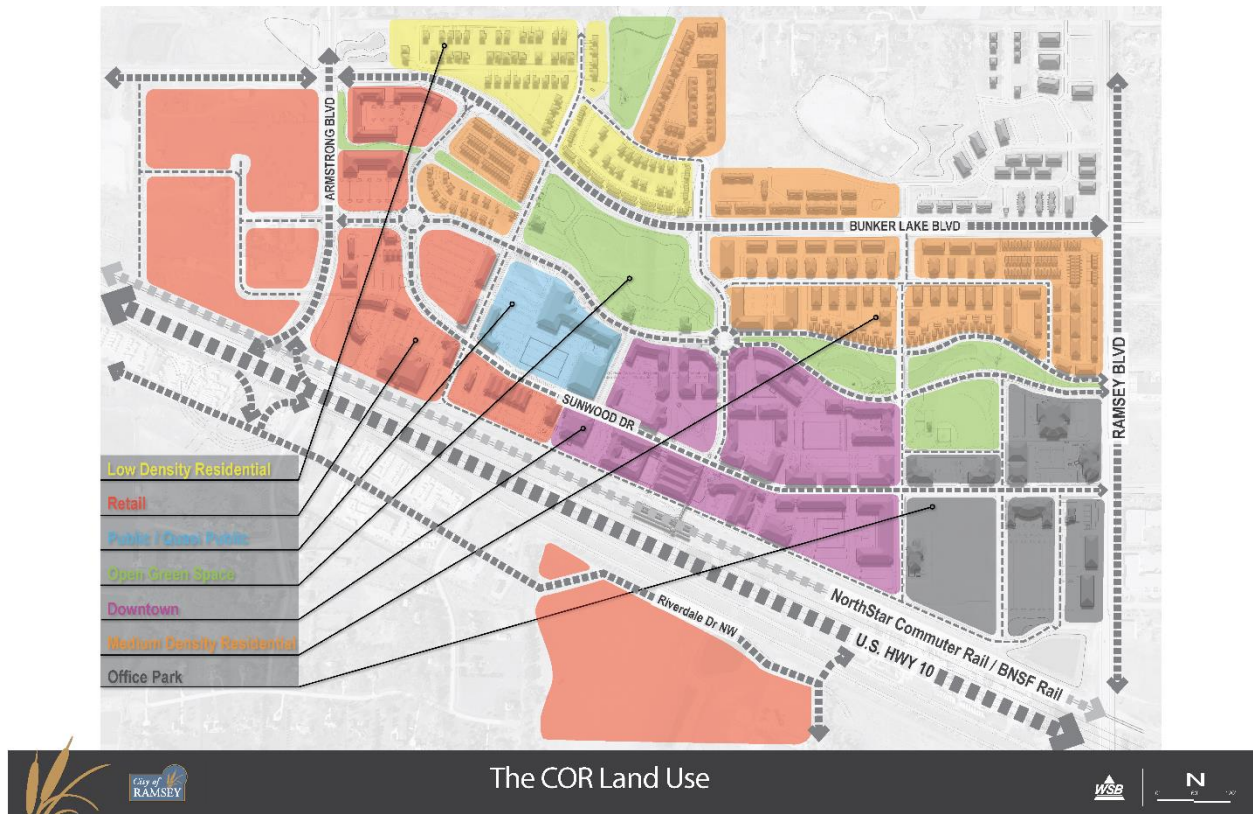 ARMSTRONG BLVD
BUNKER LAKE BLVD
RAMSEY BLVD
SUNWOOD DR
Low Density Residential
Retail
Public / Quasi Public
Open Green Space
Downtown
Medium Density Residential
Office Park
NorthStar Commuter Rail / BNSF Rail
U.S. HWY 10
Riverdale Dr NW
City of
RAMSEY
The COR Land Use
WSB
N